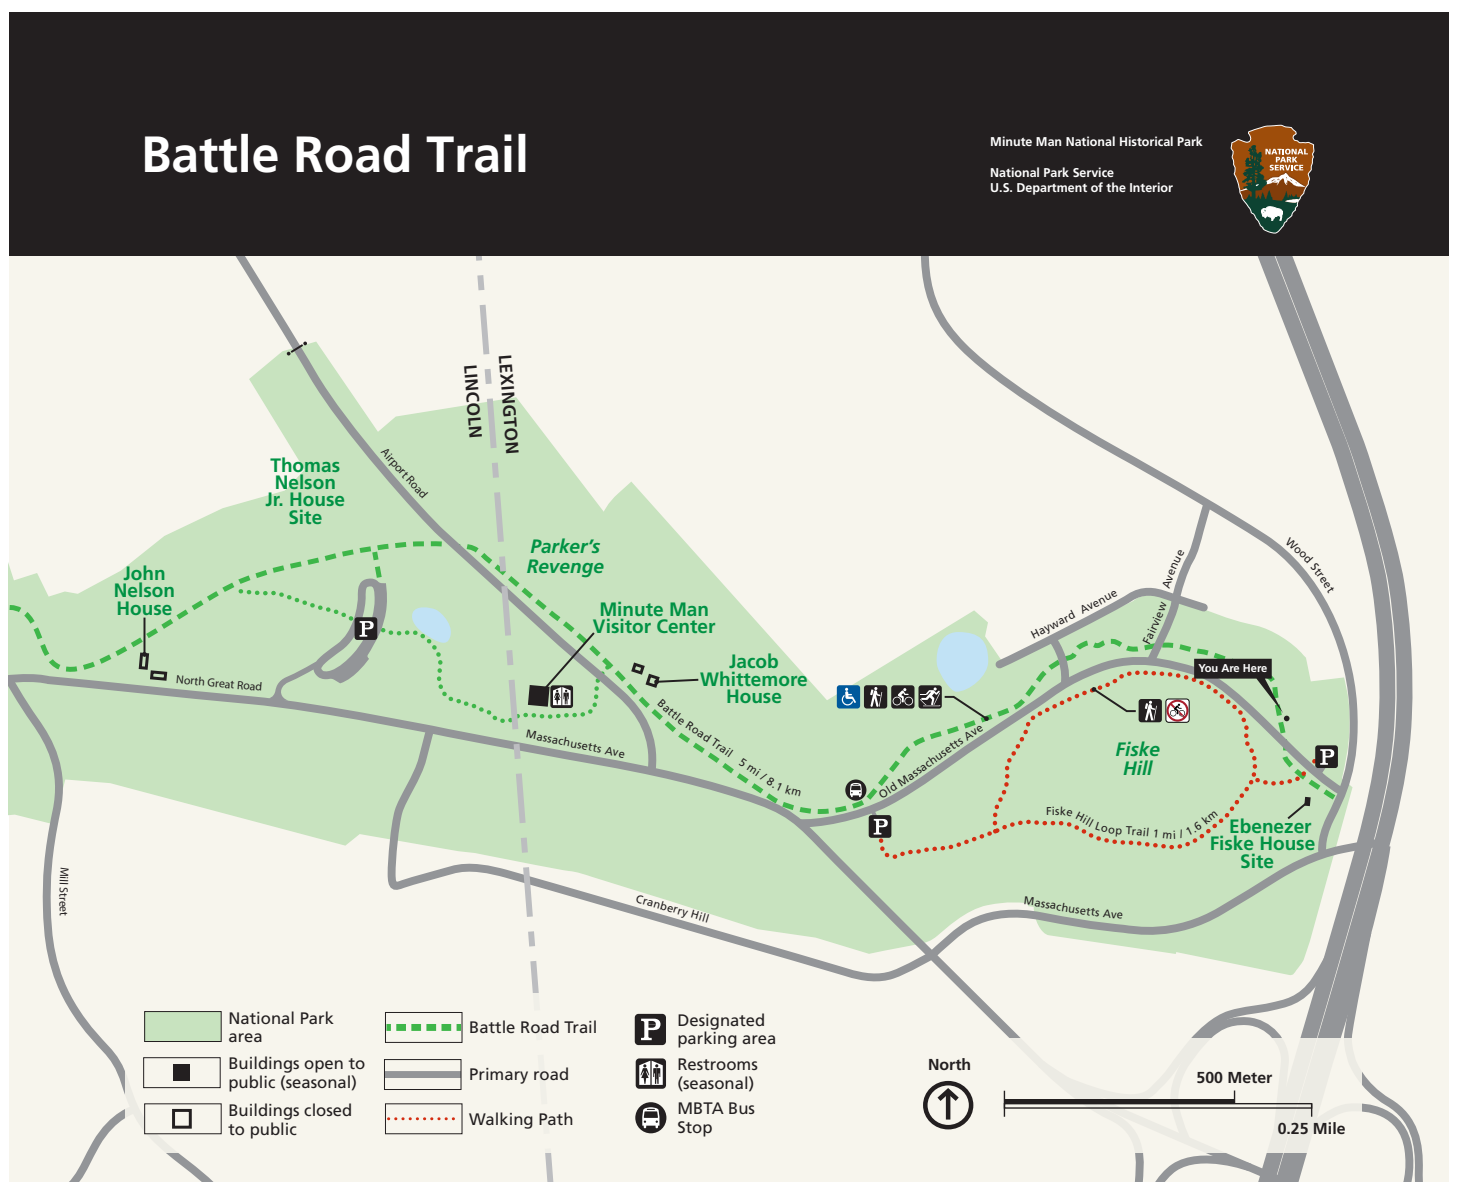 Battle Road Trail
Minute Man National Historical Park
National Park Service
U.S. Department of the Interior
NATIONAL
PARK
SERVICE
LINCOLN
LEXINGTON
Airport Road
Thomas
Nelson
Jr. House
Site
Parker's
Revenge
John
Nelson
House
Minute Man
Visitor Center
Jacob
Whittemore
House
P
North Great Road
Massachusetts Ave
Battle Road Trail 5 mi / 8.1 km
Wood Street
Hayward Avenue
Fairview Avenue
You Are Here
Old Massachusetts Ave
Fiske
Hill
P
P
Fiske Hill Loop Trail 1 mi / 1.6 km
Ebenezer
Fiske House
Site
Mill Street
Cranberry Hill
Massachusetts Ave
National Park
area
Buildings open to
public (seasonal)
Buildings closed
to public
Battle Road Trail
Primary road
Walking Path
P
Designated
parking area
Restrooms
(seasonal)
MBTA Bus
Stop
North
500 Meter
0.25 Mile